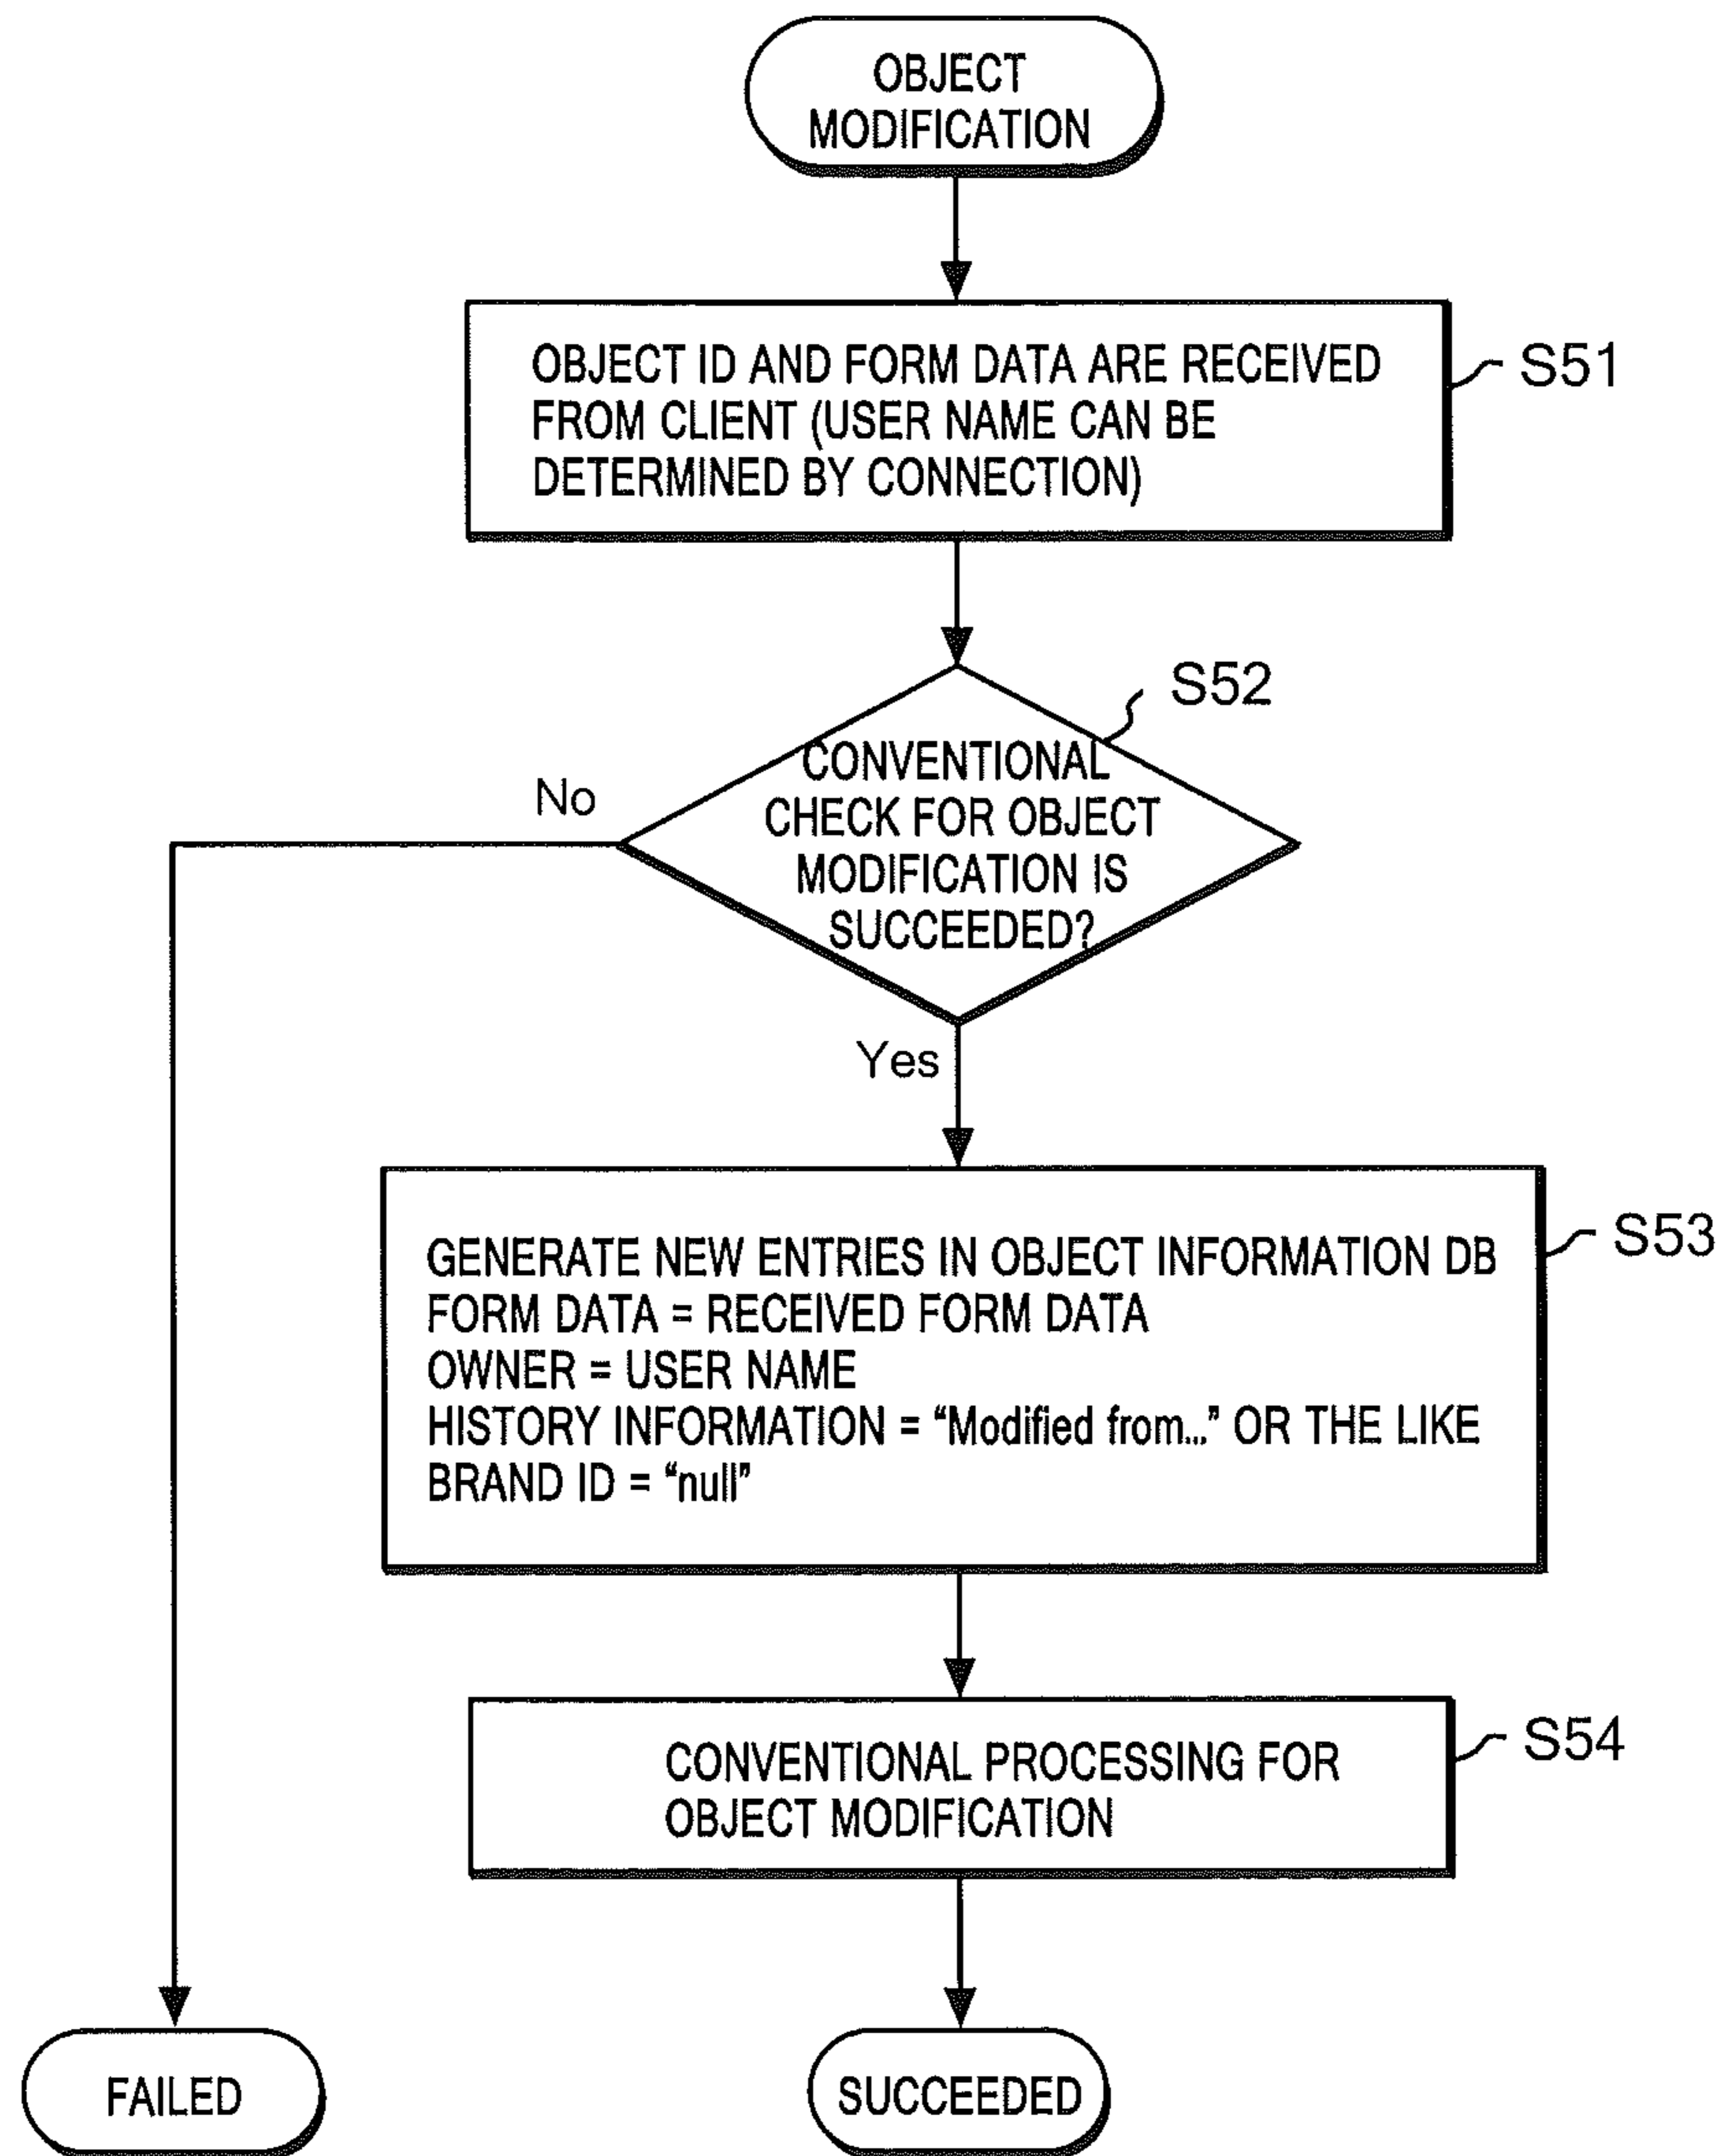 OBJECT
MODIFICATION
OBJECT ID AND FORM DATA ARE RECEIVED
FROM CLIENT (USER NAME CAN BE
DETERMINED BY CONNECTION)
S51
S52
CONVENTIONAL
CHECK FOR OBJECT
MODIFICATION IS
SUCCEEDED?
No
Yes
GENERATE NEW ENTRIES IN OBJECT INFORMATION DB
FORM DATA = RECEIVED FORM DATA
OWNER = USER NAME
HISTORY INFORMATION = “Modified from...” OR THE LIKE
BRAND ID = “null”
S53
CONVENTIONAL PROCESSING FOR
OBJECT MODIFICATION
S54
FAILED
SUCCEEDED